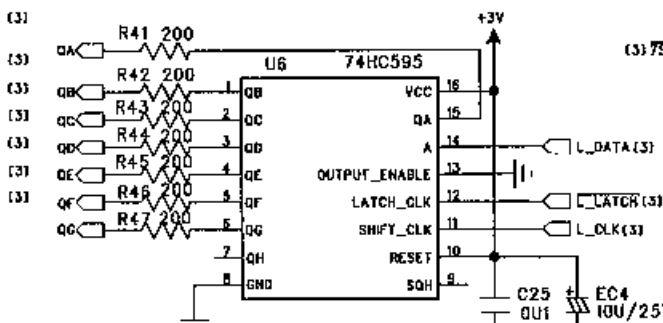 (3) +3V
R41 200
QA (3) 75
(3) U6 74HC595
R42 200
(3) QB 1 QB VCC 16
R43 200
(3) QC 2 QC QA 15
R44 200
(3) QD 3 QD A 14 L_DATA(3)
R45 200
(3) QE 4 QE OUTPUT_ENABLE 13
R46 200
(3) QF 5 QF LATCH_CLK 12 L_LATCH(3)
R47 200
QG 6 QG SHIFT_CLK 11 L_CLK(3)
7 QH RESET 10
8 GND SQH 9
C25 + EC4
0U1 10U/25